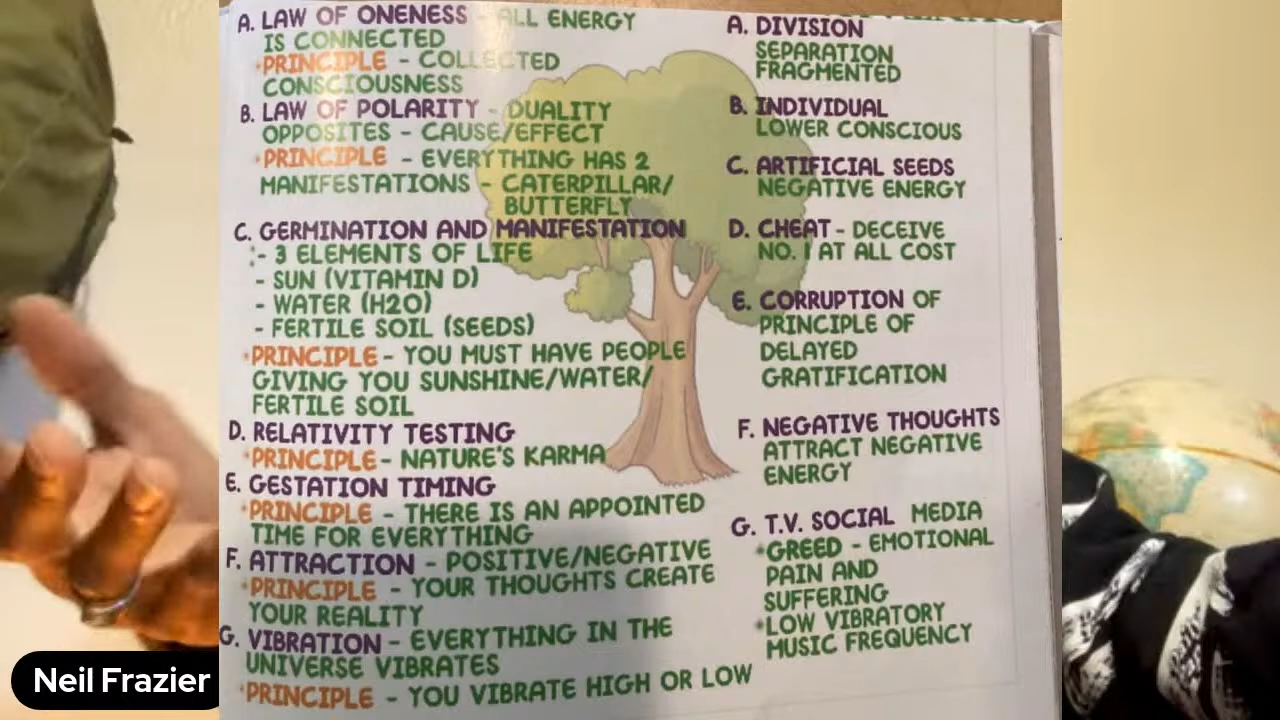 A. LAW OF ONENESS - ALL ENERGY
IS CONNECTED
•PRINCIPLE - COLLECTED
CONSCIOUSNESS
B. LAW OF POLARITY - DUALITY
OPPOSITES - CAUSE/EFFECT
•PRINCIPLE - EVERYTHING HAS 2
MANIFESTATIONS - CATERPILLAR/
BUTTERFLY
C. GERMINATION AND MANIFESTATION
- 3 ELEMENTS OF LIFE
- SUN (VITAMIN D)
- WATER (H2O)
- FERTILE SOIL (SEEDS)
•PRINCIPLE - YOU MUST HAVE PEOPLE
GIVING YOU SUNSHINE/WATER/
FERTILE SOIL
D. RELATIVITY TESTING
•PRINCIPLE - NATURE'S KARMA
E. GESTATION TIMING
•PRINCIPLE - THERE IS AN APPOINTED
TIME FOR EVERYTHING
F. ATTRACTION - POSITIVE/NEGATIVE
•PRINCIPLE - YOUR THOUGHTS CREATE
YOUR REALITY
G. VIBRATION - EVERYTHING IN THE
UNIVERSE VIBRATES
•PRINCIPLE - YOU VIBRATE HIGH OR LOW
A. DIVISION
SEPARATION
FRAGMENTED
B. INDIVIDUAL
LOWER CONSCIOUS
C. ARTIFICIAL SEEDS
NEGATIVE ENERGY
D. CHEAT - DECEIVE
NO. 1 AT ALL COST
E. CORRUPTION OF
PRINCIPLE OF
DELAYED
GRATIFICATION
F. NEGATIVE THOUGHTS
ATTRACT NEGATIVE
ENERGY
G. T.V. SOCIAL MEDIA
•GREED - EMOTIONAL
PAIN AND
SUFFERING
•LOW VIBRATORY
MUSIC FREQUENCY
Neil Frazier